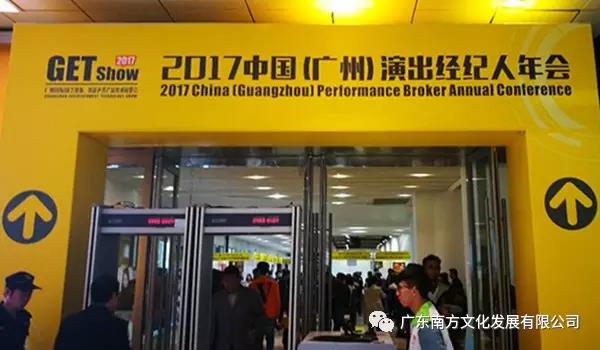 GET Show
2017
2017中国(广州)演出经纪人年会
2017 China (Guangzhou) Performance Broker Annual Conference
广东南方文化发展有限公司